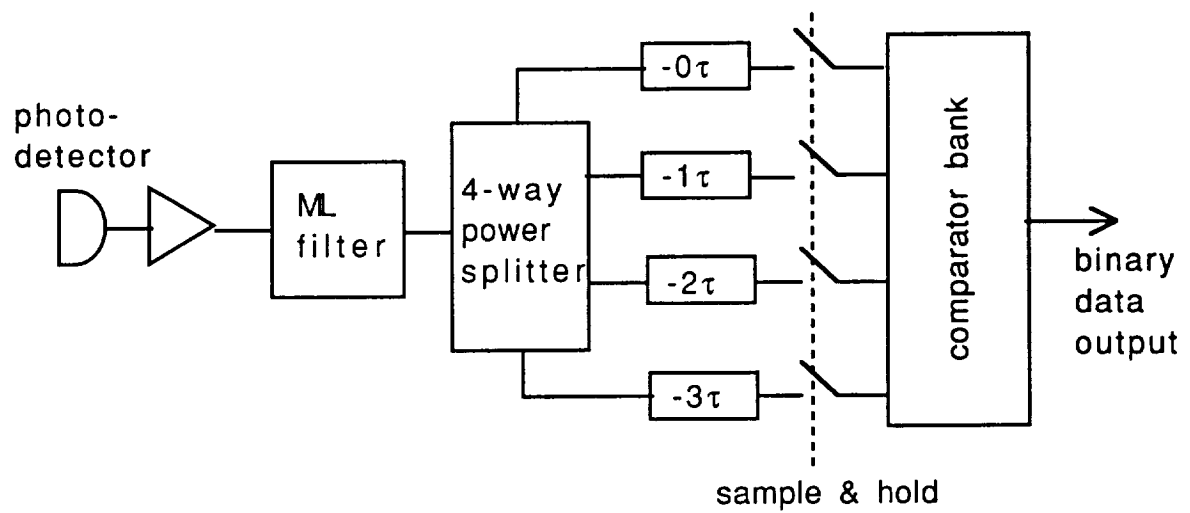 photo-
detector
ML
filter
4-way
power
splitter
-0τ
-1τ
-2τ
-3τ
comparator bank
binary
data
output
sample & hold